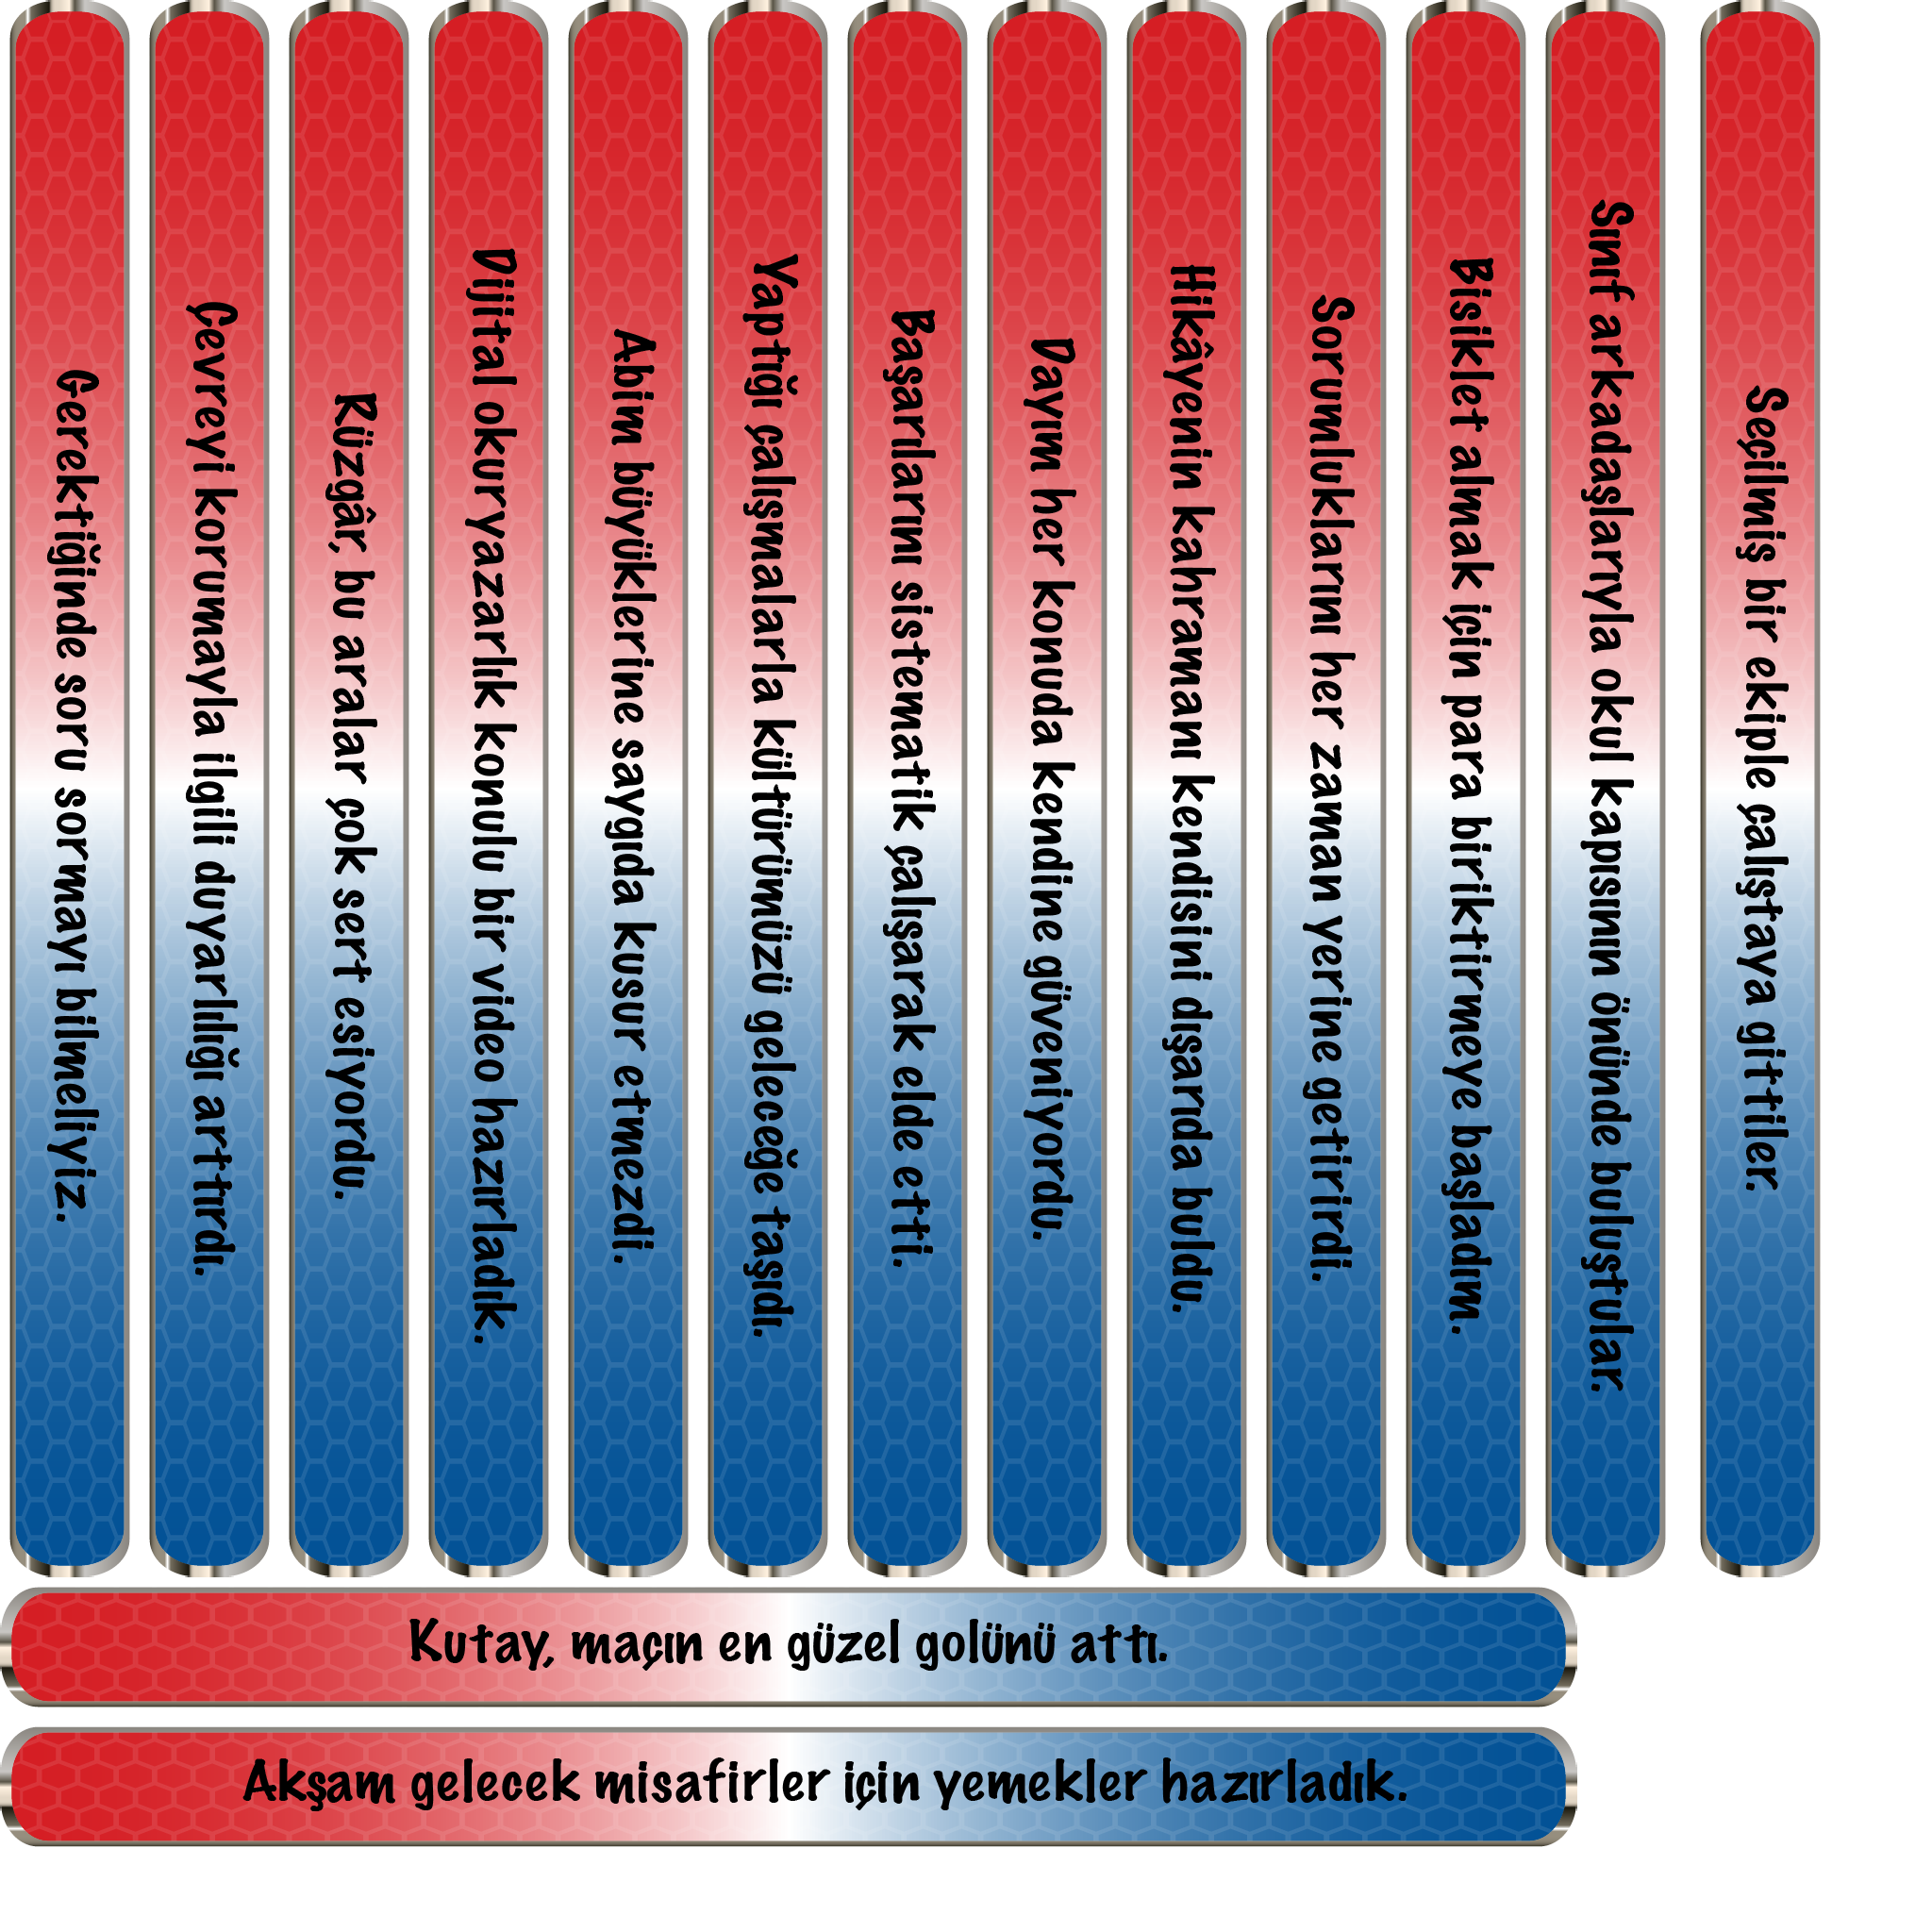 Gerektiğinde soru sormayı bilmeliyiz.
Çevreyi korumayla ilgili duyarlılığı arttırdı.
Rüzgâr, bu aralar çok sert esiyordu.
Dijital okuryazarlık konulu bir video hazırladık.
Abim büyüklerine saygıda kusur etmezdi.
Yaptığı çalışmalarla kültürümüzü geleceğe taşıdı.
Başarılarını sistematik çalışarak elde etti.
Dayım her konuda kendine güveniyordu.
Hikâyenin kahramanı kendisini dışarıda buldu.
Sorumluklarını her zaman yerine getirirdi.
Bisiklet almak için para biriktirmeye başladım.
Sınıf arkadaşlarıyla okul kapısının önünde buluştular.
Seçilmiş bir ekiple çalıştaya gittiler.
Kutay, maçın en güzel golünü attı.
Akşam gelecek misafirler için yemekler hazırladık.